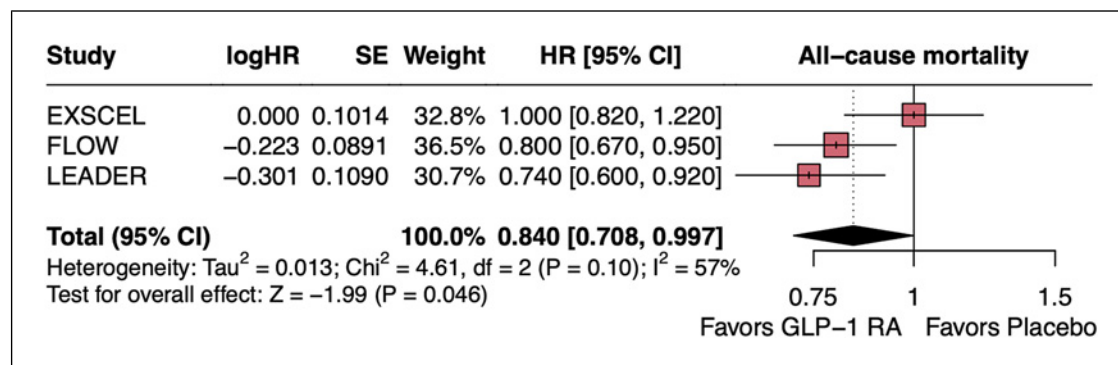 Study logHR SE Weight HR [95% CI] All−cause mortality
EXSCEL 0.000 0.1014 32.8% 1.000 [0.820, 1.220]
FLOW −0.223 0.0891 36.5% 0.800 [0.670, 0.950]
LEADER −0.301 0.1090 30.7% 0.740 [0.600, 0.920]
Total (95% CI) 100.0% 0.840 [0.708, 0.997]
Heterogeneity: Tau² = 0.013; Chi² = 4.61, df = 2 (P = 0.10); I² = 57%
Test for overall effect: Z = −1.99 (P = 0.046)
0.75 1 1.5
Favors GLP−1 RA Favors Placebo